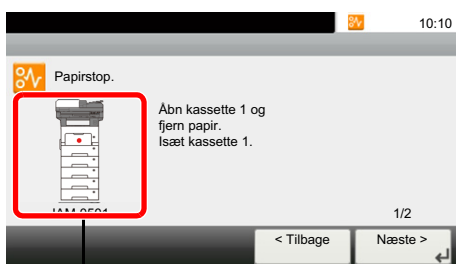 10:10
Papirstop.
Åbn kassette 1 og
fjern papir.
Isæt kassette 1.
1/2
< Tilbage
Næste >